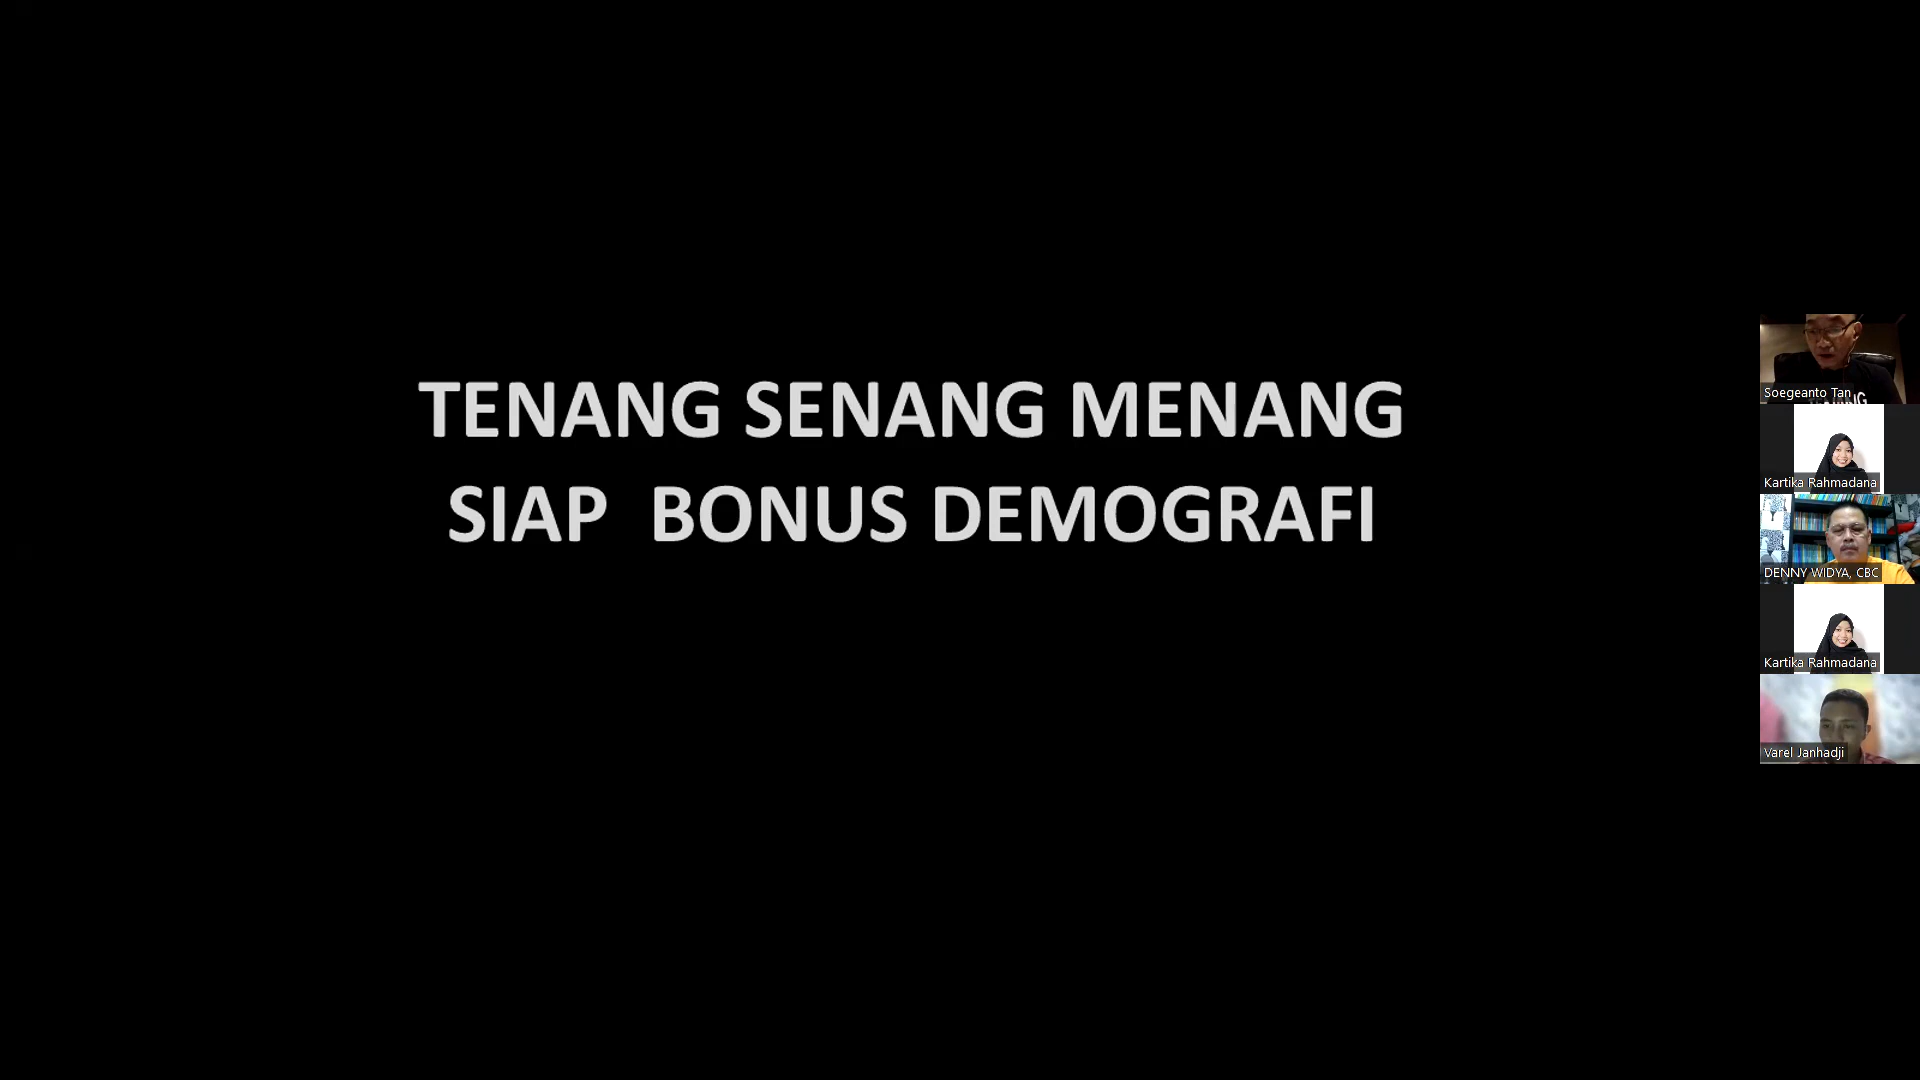 TENANG SENANG MENANG
SIAP BONUS DEMOGRAFI
Soegeanto Tan
Kartika Rahmadana
DENNY WIDYA, CBC
Kartika Rahmadana
Varel Janhadji